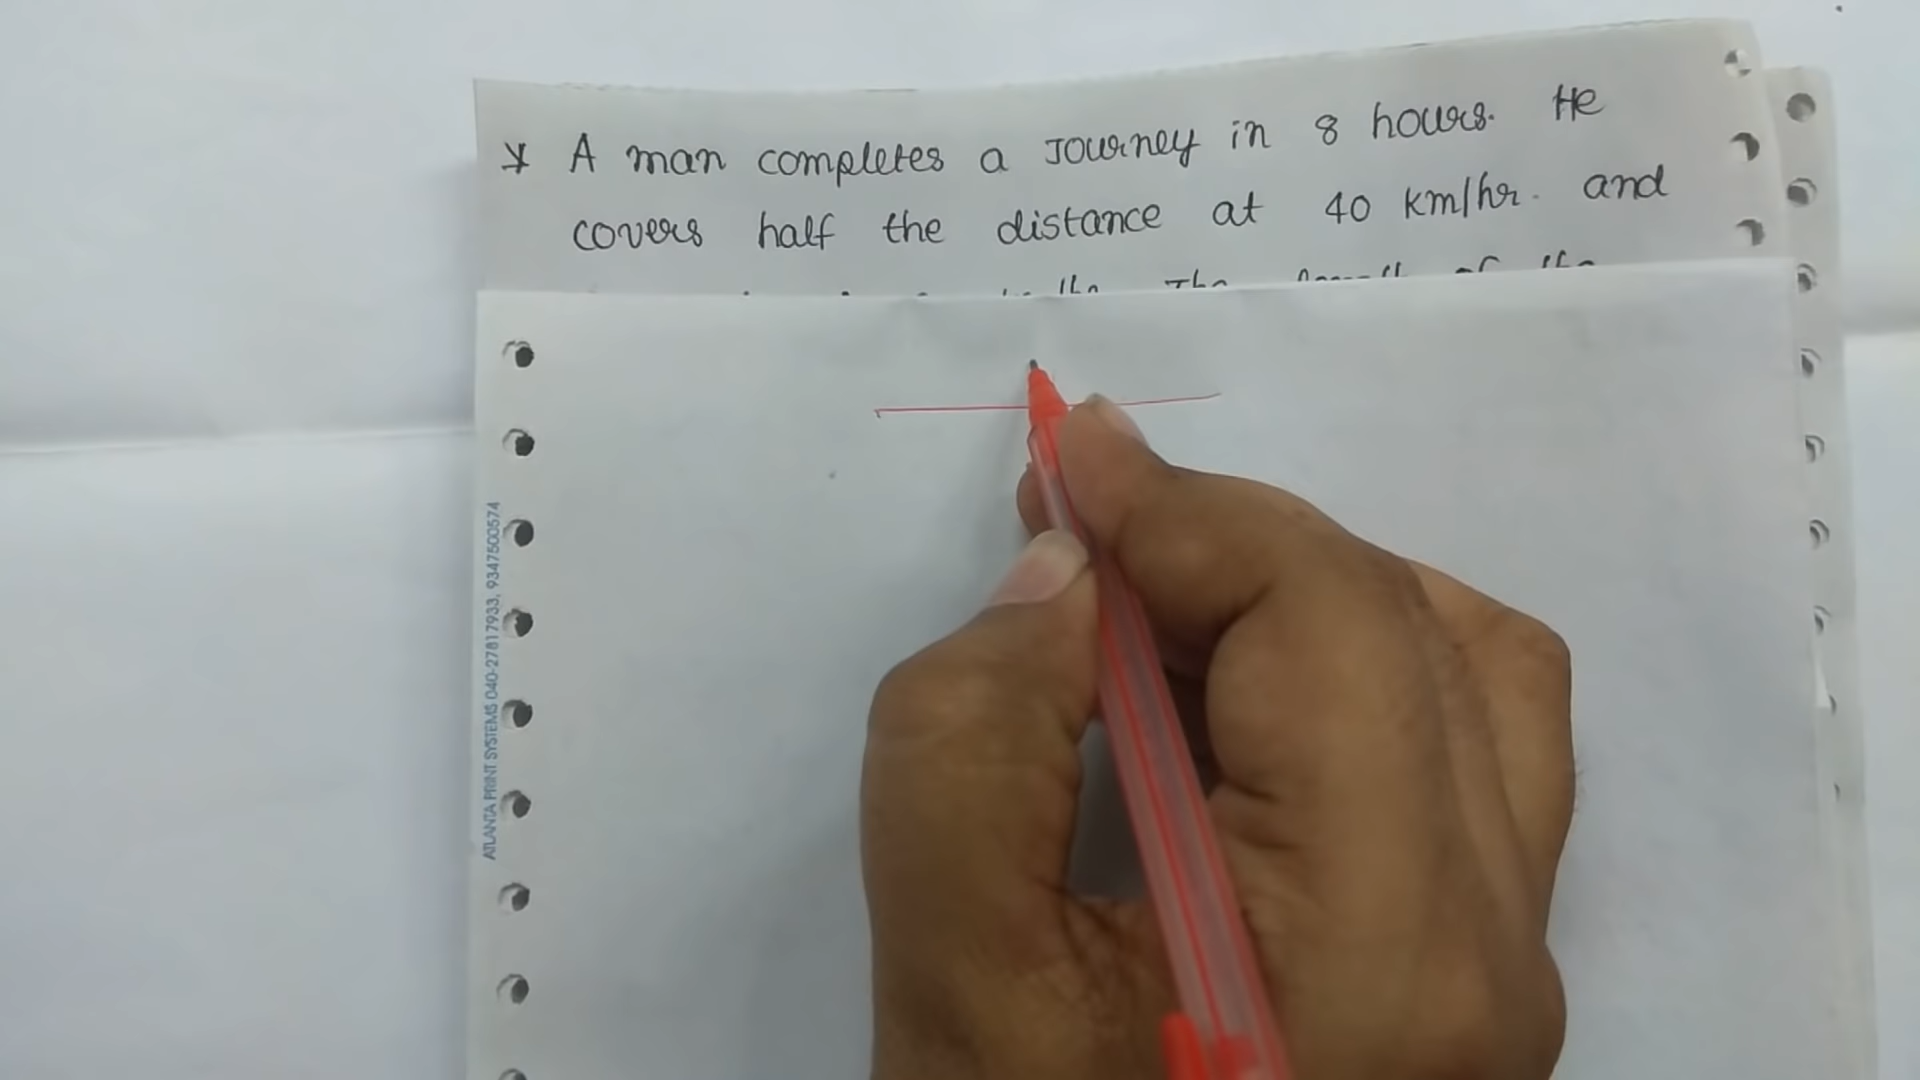 * A man completes a Journey in 8 hours. He
covers half the distance at 40 km/hr. and
ATLANTA PRINT SYSTEMS 040-27817933, 9347500574